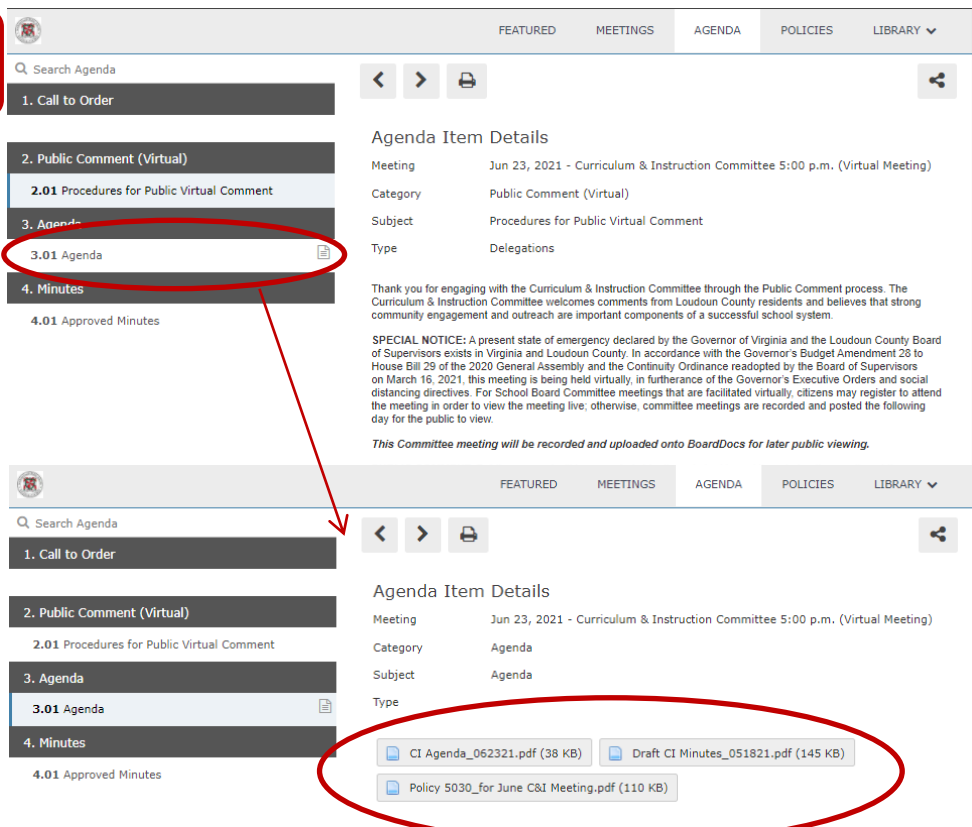 FEATURED MEETINGS AGENDA POLICIES LIBRARY
Search Agenda
1. Call to Order
2. Public Comment (Virtual)
2.01 Procedures for Public Virtual Comment
3. Agenda
3.01 Agenda
4. Minutes
4.01 Approved Minutes
Agenda Item Details
Meeting Jun 23, 2021 - Curriculum & Instruction Committee 5:00 p.m. (Virtual Meeting)
Category Public Comment (Virtual)
Subject Procedures for Public Virtual Comment
Type Delegations
Thank you for engaging with the Curriculum & Instruction Committee through the Public Comment process. The
Curriculum & Instruction Committee welcomes comments from Loudoun County residents and believes that strong
community engagement and outreach are important components of a successful school system.
SPECIAL NOTICE: A present state of emergency declared by the Governor of Virginia and the Loudoun County Board
of Supervisors exists in Virginia and Loudoun County. In accordance with the Governor's Budget Amendment 28 to
House Bill 29 of the 2020 General Assembly and the Continuity Ordinance readopted by the Board of Supervisors
on March 16, 2021, this meeting is being held virtually, in furtherance of the Governor's Executive Orders and social
distancing directives. For School Board Committee meetings that are facilitated virtually, citizens may register to attend
the meeting in order to view the meeting live; otherwise, committee meetings are recorded and posted the following
day for the public to view.
This Committee meeting will be recorded and uploaded onto BoardDocs for later public viewing.
FEATURED MEETINGS AGENDA POLICIES LIBRARY
Search Agenda
1. Call to Order
2. Public Comment (Virtual)
2.01 Procedures for Public Virtual Comment
3. Agenda
3.01 Agenda
4. Minutes
4.01 Approved Minutes
Agenda Item Details
Meeting Jun 23, 2021 - Curriculum & Instruction Committee 5:00 p.m. (Virtual Meeting)
Category Agenda
Subject Agenda
Type
CI Agenda_062321.pdf (38 KB) Draft CI Minutes_051821.pdf (145 KB)
Policy 5030_for June C&I Meeting.pdf (110 KB)